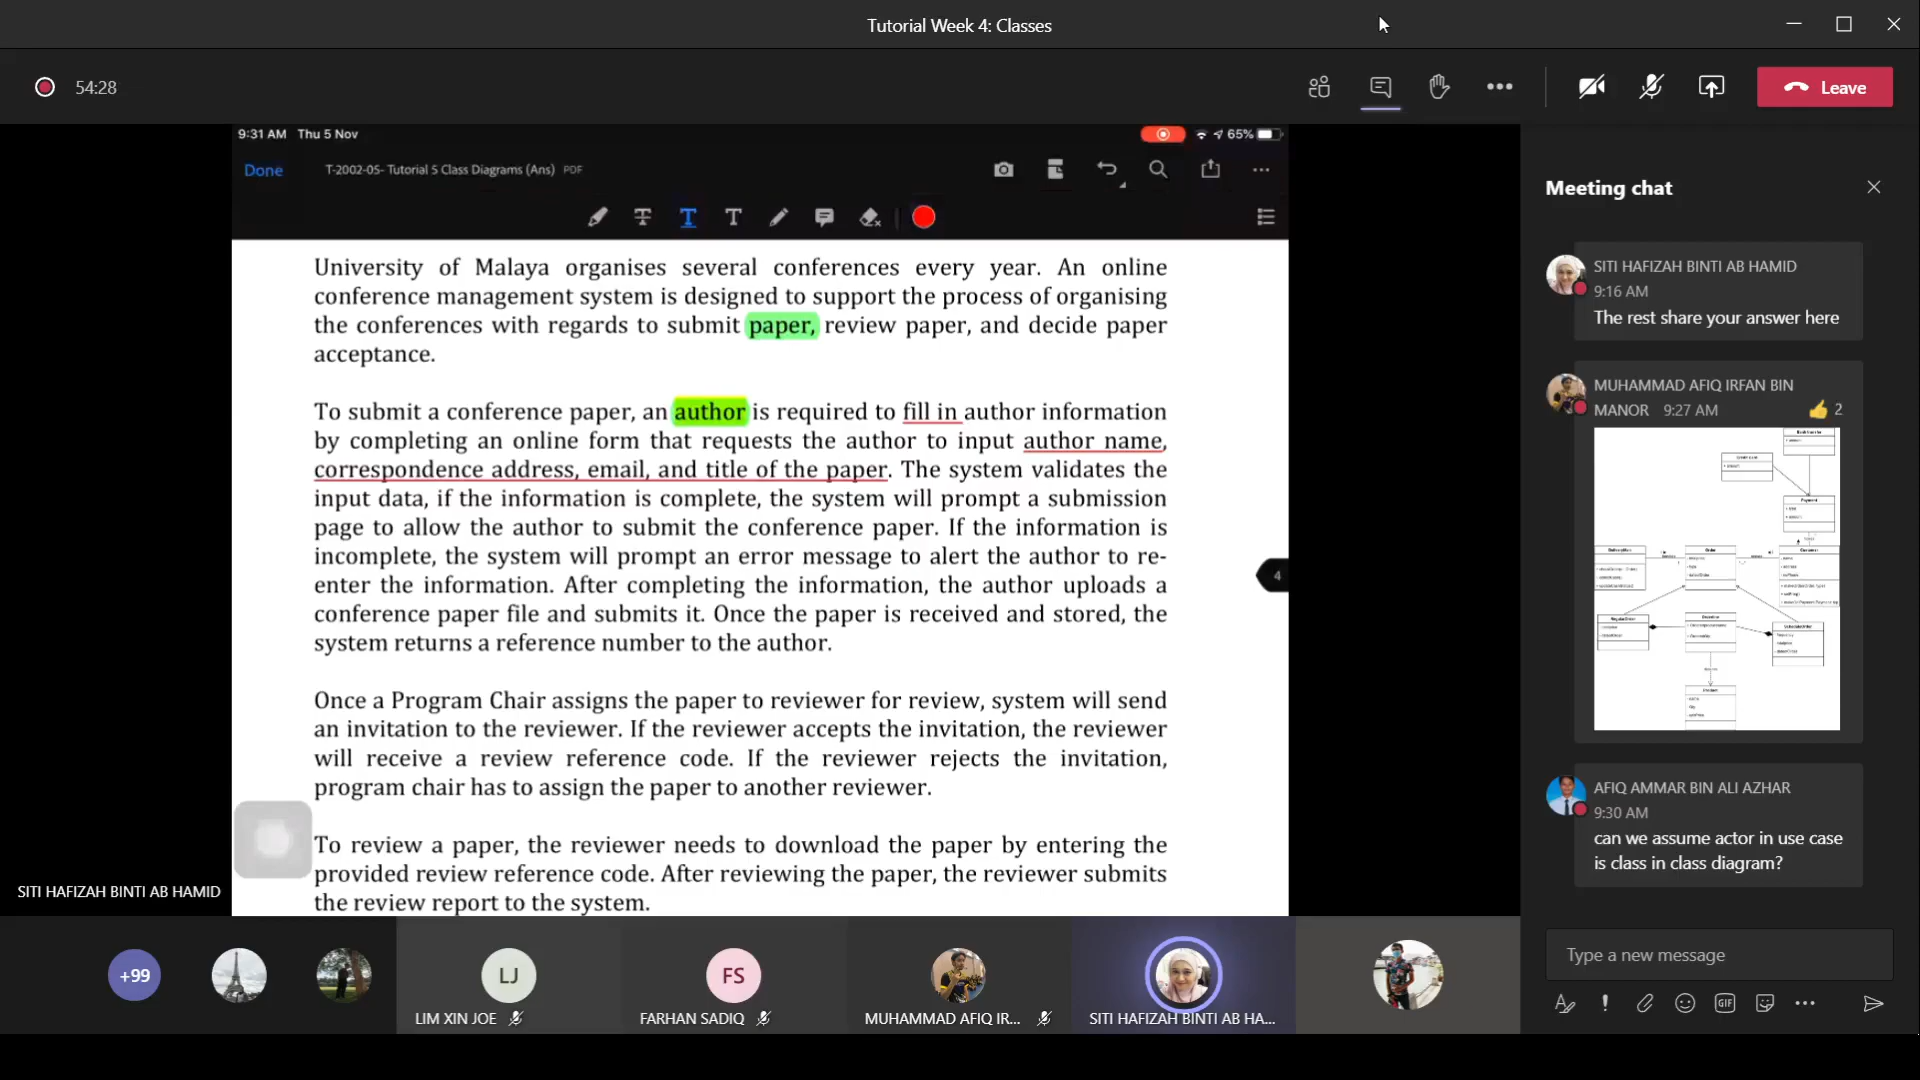 Tutorial Week 4: Classes
54:28
Leave
9:31 AM Thu 5 Nov
65%
Done
T-2002-05- Tutorial 5 Class Diagrams (Ans) PDF
University of Malaya organises several conferences every year. An online
conference management system is designed to support the process of organising
the conferences with regards to submit paper, review paper, and decide paper
acceptance.
To submit a conference paper, an author is required to fill in author information
by completing an online form that requests the author to input author name,
correspondence address, email, and title of the paper. The system validates the
input data, if the information is complete, the system will prompt a submission
page to allow the author to submit the conference paper. If the information is
incomplete, the system will prompt an error message to alert the author to re-
enter the information. After completing the information, the author uploads a
conference paper file and submits it. Once the paper is received and stored, the
system returns a reference number to the author.
Once a Program Chair assigns the paper to reviewer for review, system will send
an invitation to the reviewer. If the reviewer accepts the invitation, the reviewer
will receive a review reference code. If the reviewer rejects the invitation,
program chair has to assign the paper to another reviewer.
To review a paper, the reviewer needs to download the paper by entering the
provided review reference code. After reviewing the paper, the reviewer submits
the review report to the system.
4
SITI HAFIZAH BINTI AB HAMID
Meeting chat
SITI HAFIZAH BINTI AB HAMID
9:16 AM
The rest share your answer here
MUHAMMAD AFIQ IRFAN BIN
MANOR 9:27 AM
2
Payment
Order
Customer
AFIQ AMMAR BIN ALI AZHAR
9:30 AM
can we assume actor in use case
is class in class diagram?
Type a new message
GIF
+99
LJ
LIM XIN JOE
FS
FARHAN SADIQ
MUHAMMAD AFIQ IR...
SITI HAFIZAH BINTI AB HA...